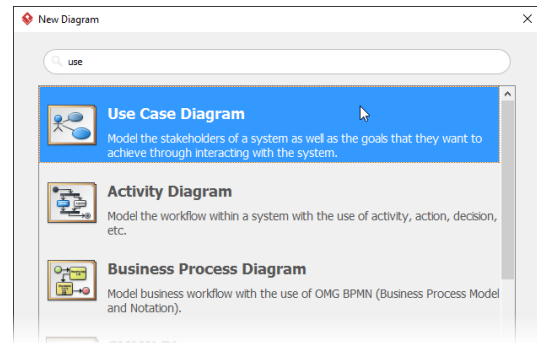 New Diagram
use
Use Case Diagram
Model the stakeholders of a system as well as the goals that they want to
achieve through interacting with the system.
Activity Diagram
Model the workflow within a system with the use of activity, action, decision,
etc.
Business Process Diagram
Model business workflow with the use of OMG BPMN (Business Process Model
and Notation).